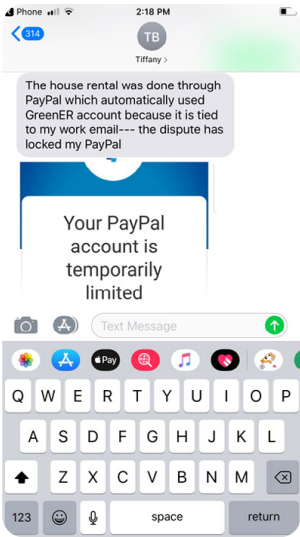 Phone
2:18 PM
314
TB
Tiffany >
The house rental was done through
PayPal which automatically used
GreenER account because it is tied
to my work email--- the dispute has
locked my PayPal
Your PayPal
account is
temporarily
limited
Text Message
Pay
Q W E R T Y U I O P
A S D F G H J K L
Z X C V B N M
123 space return